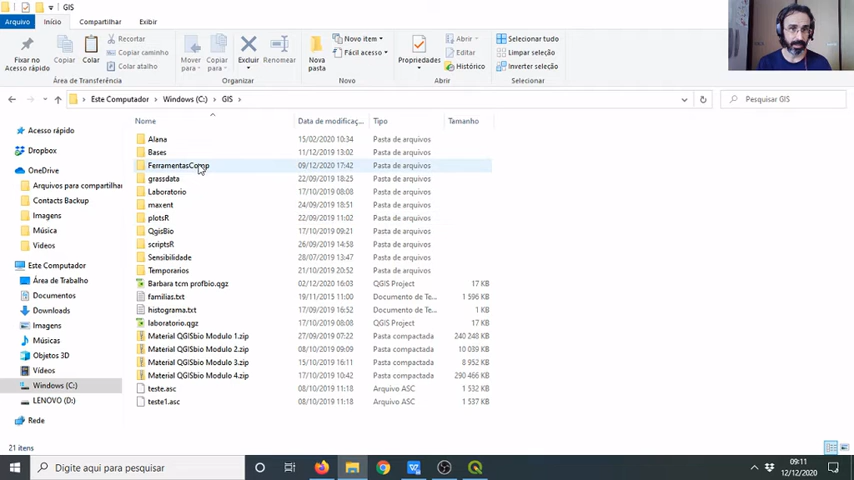 GIS
Arquivo Início Compartilhar Exibir
Fixar no Acesso rápido
Copiar
Colar
Recortar
Copiar caminho
Colar atalho
Mover para
Copiar para
Excluir
Renomear
Nova pasta
Novo item
Fácil acesso
Propriedades
Abrir
Editar
Histórico
Selecionar tudo
Limpar seleção
Inverter seleção
Área de Transferência Organizar Novo Abrir Selecionar
Este Computador > Windows (C:) > GIS >
Pesquisar GIS
Nome Data de modificaç... Tipo Tamanho
Acesso rápido
Dropbox
OneDrive
Arquivos para compartilha
Contacts Backup
Imagens
Música
Videos
Este Computador
Área de Trabalho
Documentos
Downloads
Imagens
Músicas
Objetos 3D
Vídeos
Windows (C:)
LENOVO (D:)
Rede
Alana 15/02/2020 10:34 Pasta de arquivos
Bases 11/12/2019 13:02 Pasta de arquivos
FerramentasComp 09/12/2020 17:42 Pasta de arquivos
grassdata 22/09/2019 18:25 Pasta de arquivos
Laboratorio 17/10/2019 08:08 Pasta de arquivos
maxent 24/09/2019 18:51 Pasta de arquivos
plotsR 22/09/2019 11:02 Pasta de arquivos
QgisBio 17/10/2019 09:21 Pasta de arquivos
scriptsR 26/09/2019 14:58 Pasta de arquivos
Sensibilidade 28/07/2019 13:47 Pasta de arquivos
Temporarios 21/10/2019 20:52 Pasta de arquivos
Barbara tcm profbio.qgz 02/12/2020 16:03 QGIS Project 17 KB
familias.txt 19/11/2015 11:00 Documento de Te... 1 596 KB
histograma.txt 17/09/2019 16:52 Documento de Te... 1 KB
laboratorio.qgz 17/10/2019 08:08 QGIS Project 17 KB
Material QGISbio Modulo 1.zip 27/09/2019 07:22 Pasta compactada 240 248 KB
Material QGISbio Modulo 2.zip 08/10/2019 09:09 Pasta compactada 10 039 KB
Material QGISbio Modulo 3.zip 15/10/2019 16:11 Pasta compactada 8 952 KB
Material QGISbio Modulo 4.zip 17/10/2019 10:42 Pasta compactada 290 466 KB
teste.asc 08/10/2019 11:18 Arquivo ASC 1 532 KB
teste1.asc 08/10/2019 11:18 Arquivo ASC 1 537 KB
21 itens
Digite aqui para pesquisar
09:11
12/12/2020